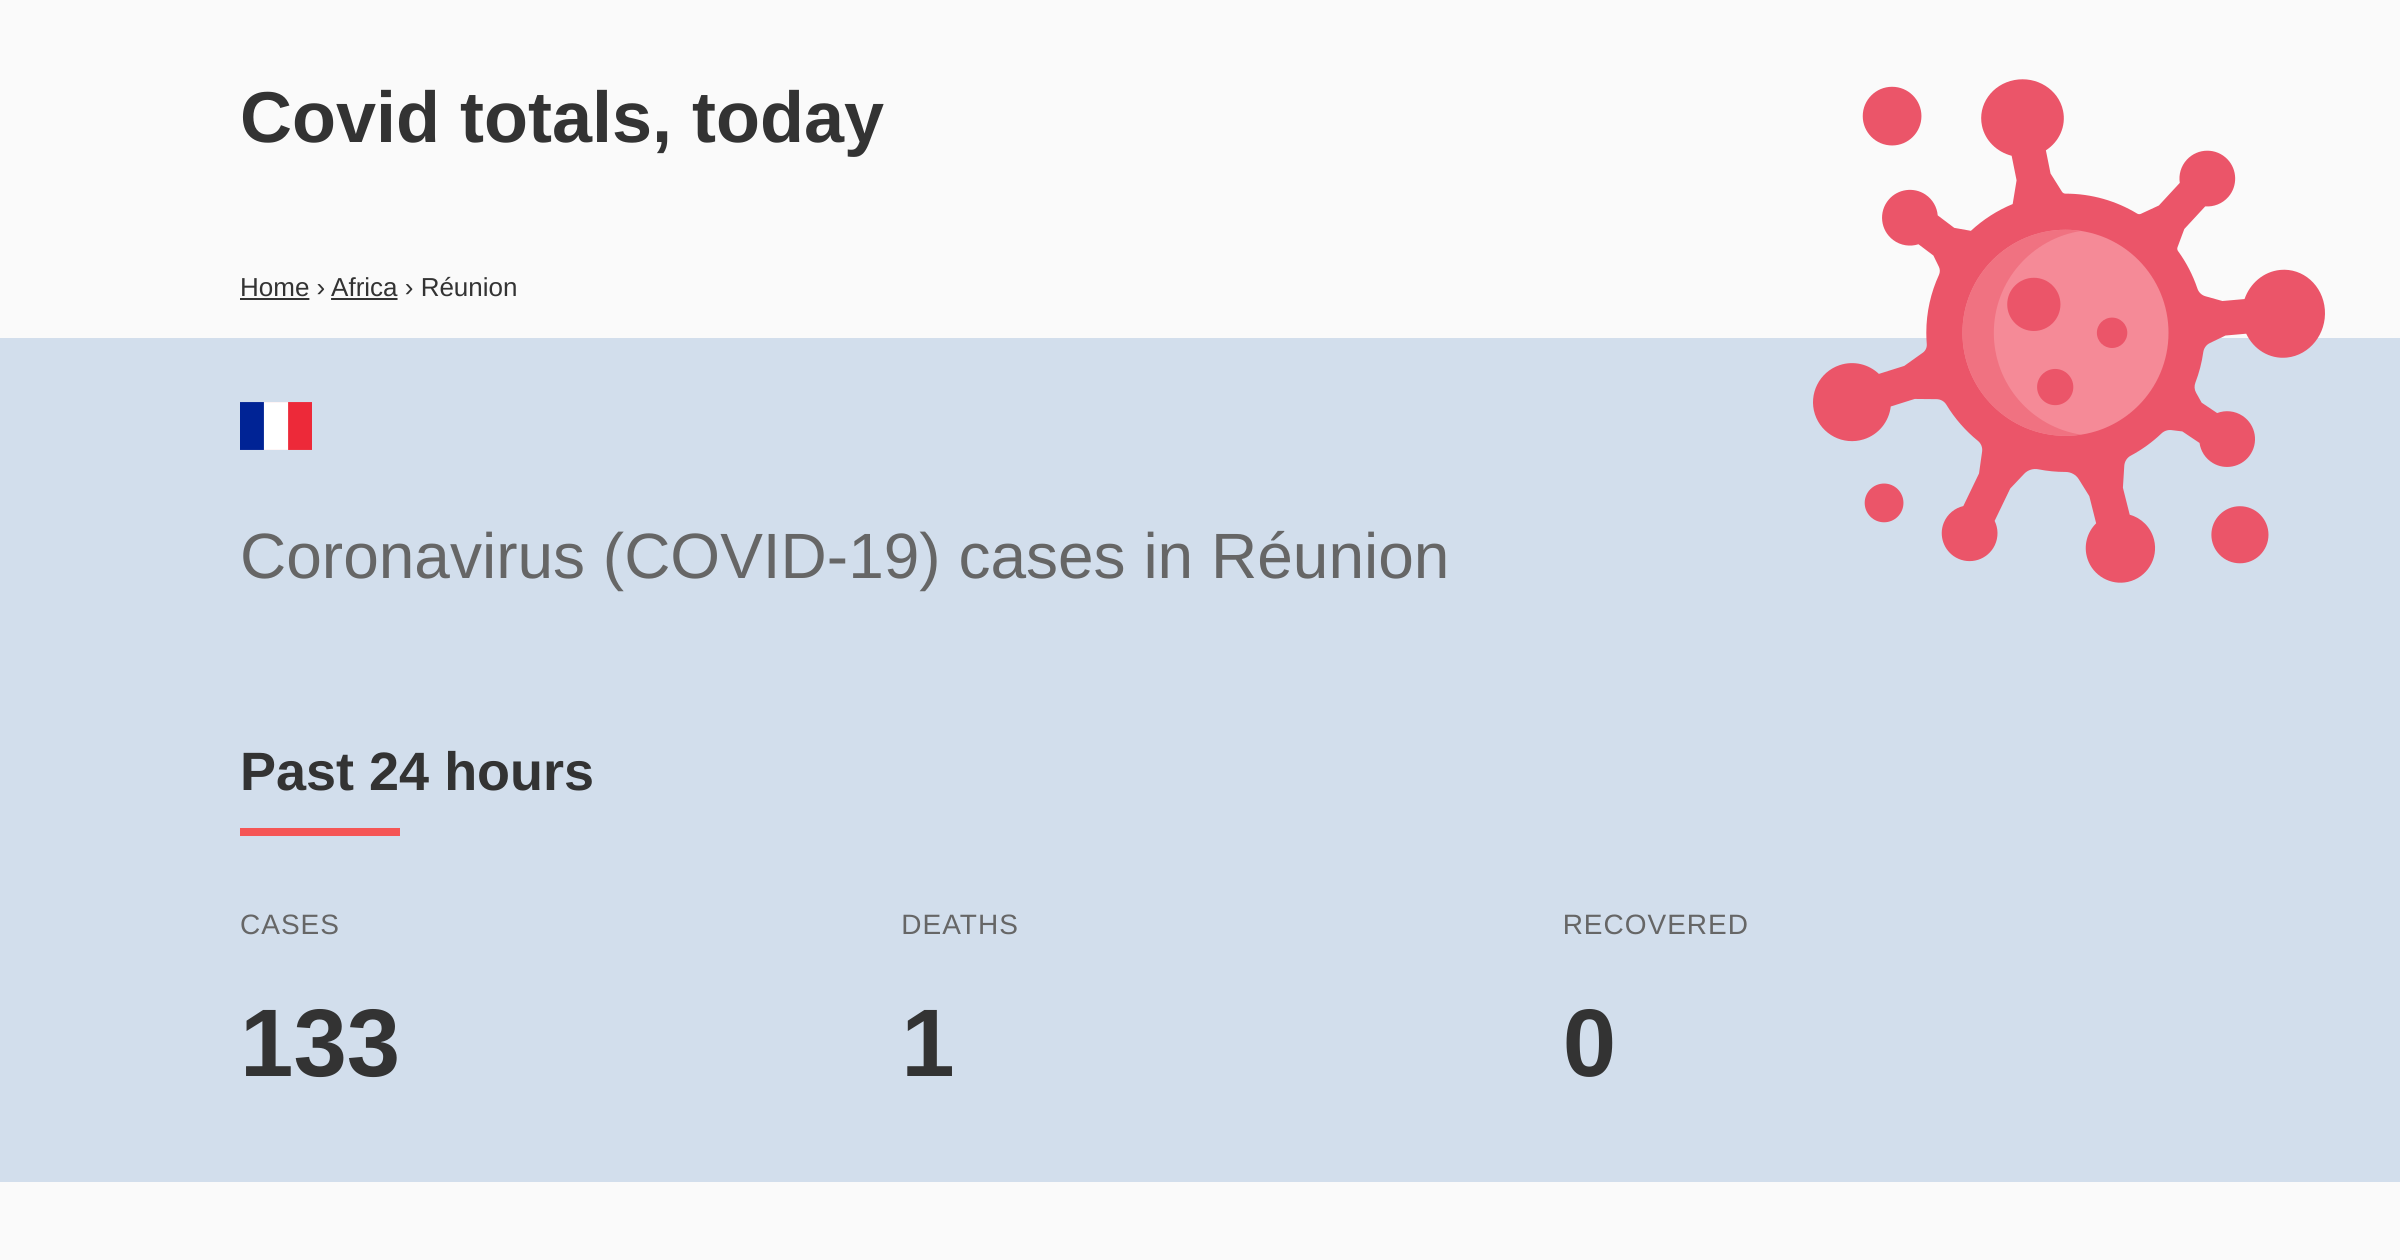 Covid totals, today
Home › Africa › Réunion
Coronavirus (COVID-19) cases in Réunion
Past 24 hours
CASES DEATHS RECOVERED
133 1 0